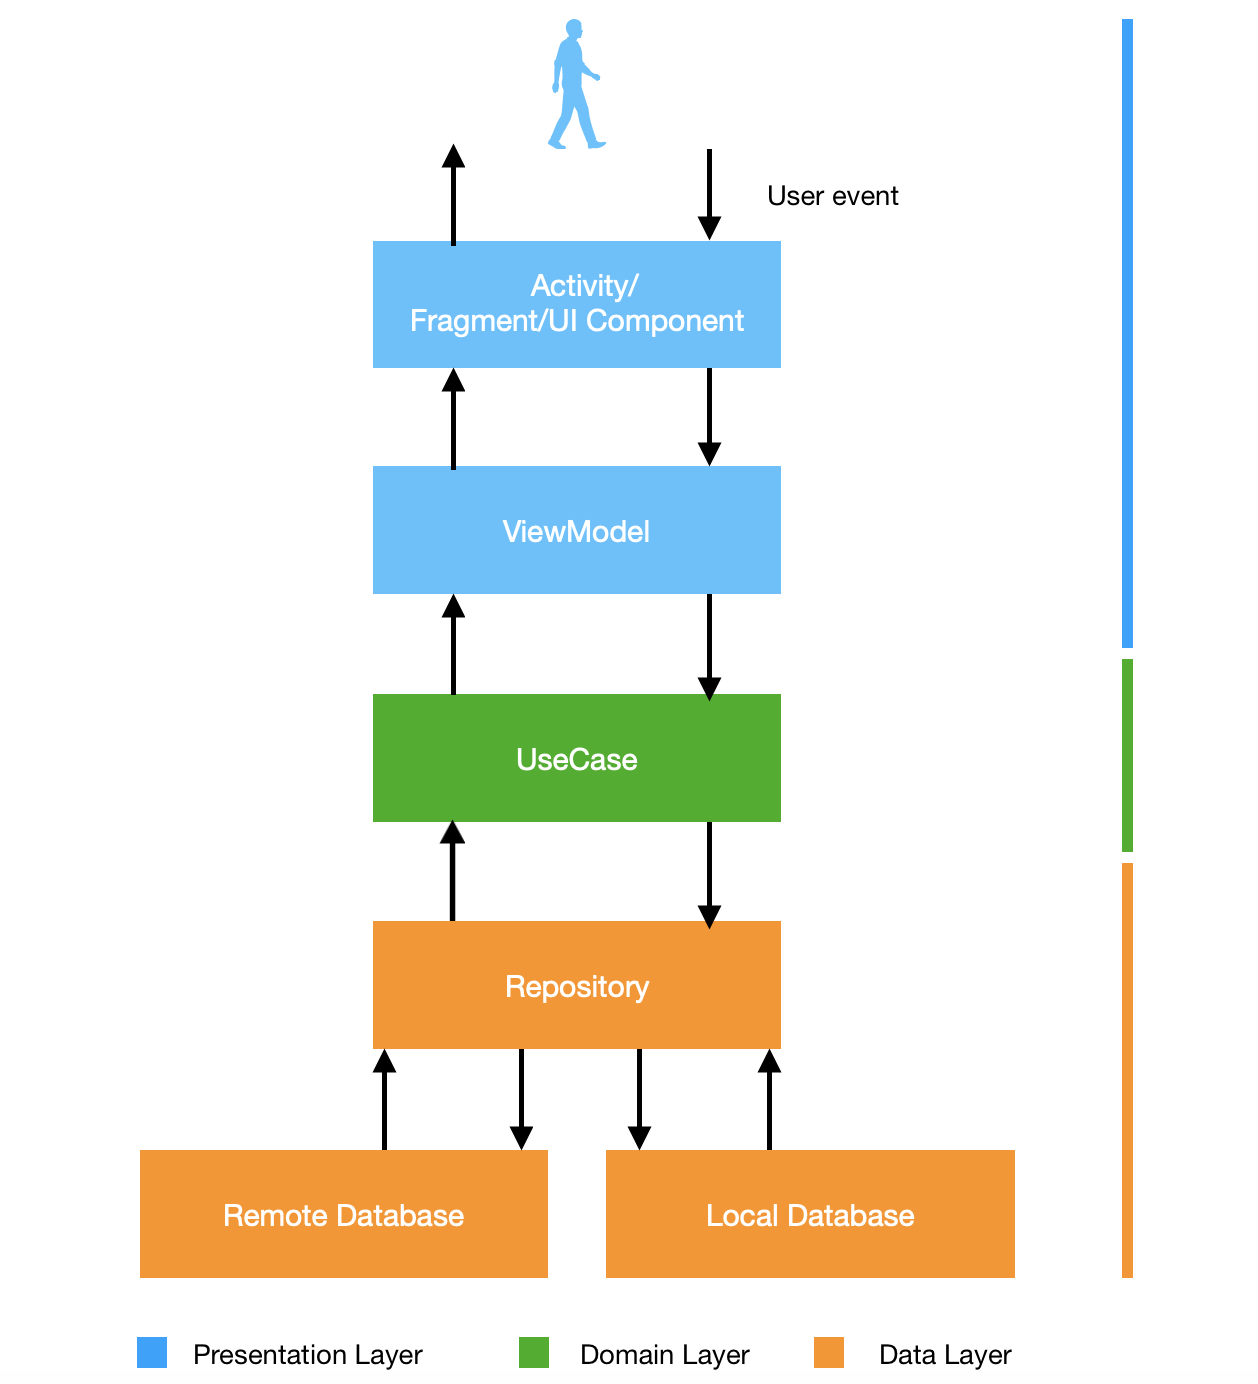 User event
Activity/
Fragment/UI Component
ViewModel
UseCase
Repository
Remote Database
Local Database
Presentation Layer
Domain Layer
Data Layer